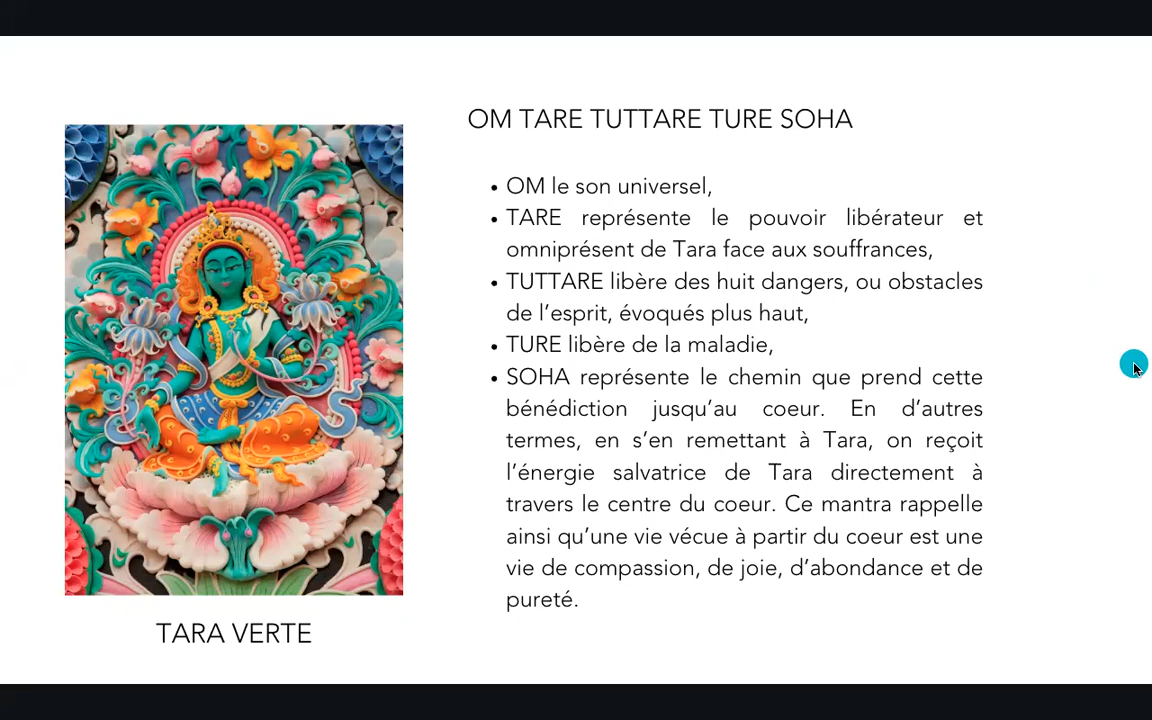 OM TARE TUTTARE TURE SOHA
• OM le son universel,
• TARE représente le pouvoir libérateur et
omniprésent de Tara face aux souffrances,
• TUTTARE libère des huit dangers, ou obstacles
de l’esprit, évoqués plus haut,
• TURE libère de la maladie,
• SOHA représente le chemin que prend cette
bénédiction jusqu’au coeur. En d’autres
termes, en s’en remettant à Tara, on reçoit
l’énergie salvatrice de Tara directement à
travers le centre du coeur. Ce mantra rappelle
ainsi qu’une vie vécue à partir du coeur est une
vie de compassion, de joie, d’abondance et de
pureté.
TARA VERTE